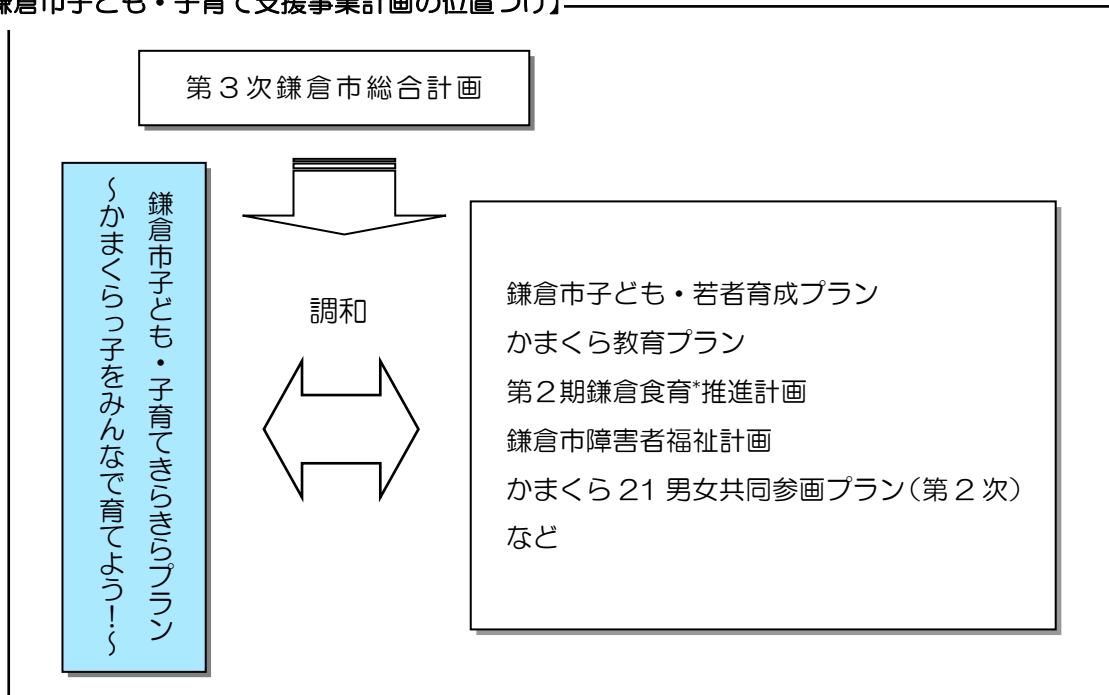 鎌倉市子ども・子育て支援事業計画の位置づけ】
第３次鎌倉市総合計画
鎌倉市子ども・子育てきらきらプラン
～かまくらっ子をみんなで育てよう！～
調和
鎌倉市子ども・若者育成プラン
かまくら教育プラン
第２期鎌倉食育*推進計画
鎌倉市障害者福祉計画
かまくら 21 男女共同参画プラン（第２次）
など